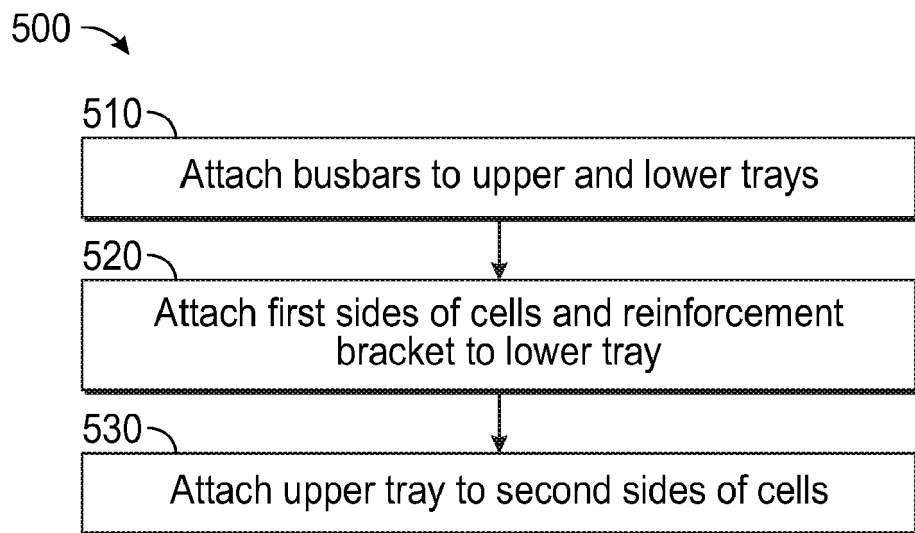 500
510
Attach busbars to upper and lower trays
520
Attach first sides of cells and reinforcement
bracket to lower tray
530
Attach upper tray to second sides of cells